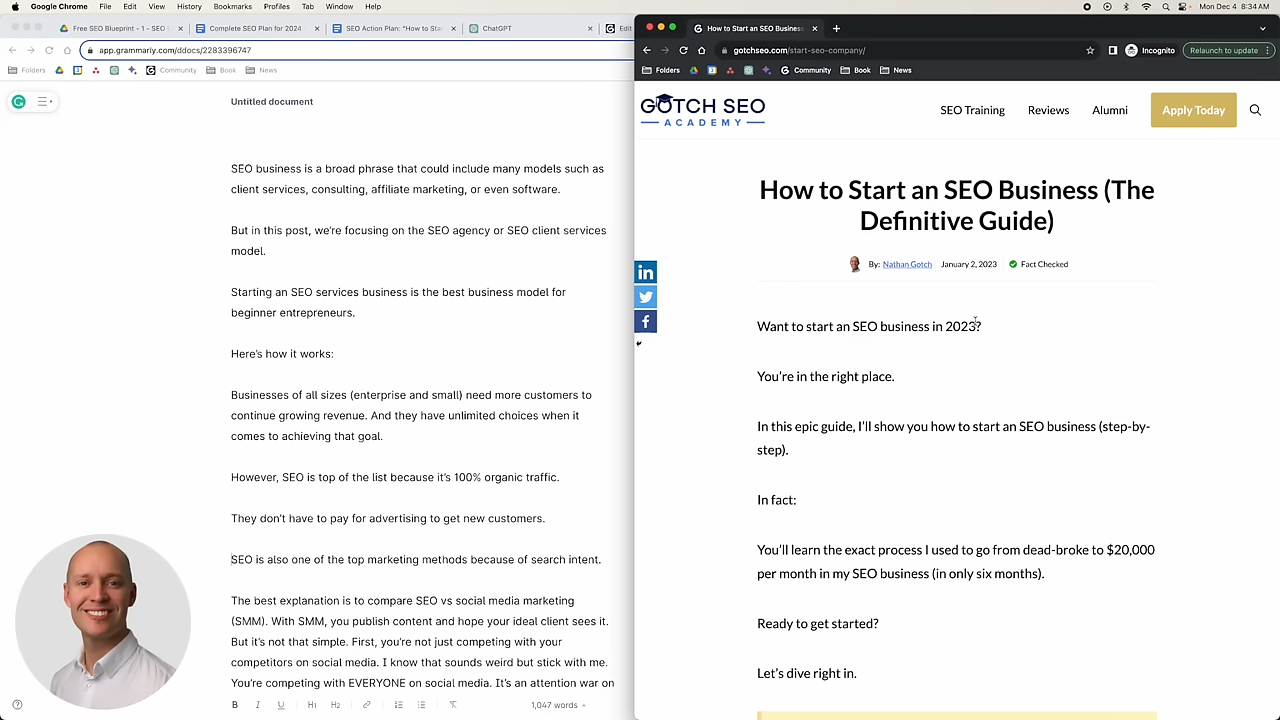 Google Chrome File Edit View History Bookmarks Profiles Tab Window Help
Mon Dec 4 8:34 AM
Free SEO Blueprint - 1 - SEO
Complete SEO Plan for 2024
SEO Action Plan: "How to Sta
ChatGPT
Edit
app.grammarly.com/ddocs/2283396747
Folders Community Book News
Untitled document
SEO business is a broad phrase that could include many models such as
client services, consulting, affiliate marketing, or even software.
But in this post, we're focusing on the SEO agency or SEO client services
model.
Starting an SEO services business is the best business model for
beginner entrepreneurs.
Here's how it works:
Businesses of all sizes (enterprise and small) need more customers to
continue growing revenue. And they have unlimited choices when it
comes to achieving that goal.
However, SEO is top of the list because it's 100% organic traffic.
They don't have to pay for advertising to get new customers.
SEO is also one of the top marketing methods because of search intent.
The best explanation is to compare SEO vs social media marketing
(SMM). With SMM, you publish content and hope your ideal client sees it.
But it's not that simple. First, you're not just competing with your
competitors on social media. I know that sounds weird but stick with me.
You're competing with EVERYONE on social media. It's an attention war on
B I U H1 H2 1,047 words
How to Start an SEO Business
gotchseo.com/start-seo-company/
Incognito
Relaunch to update
Folders Community Book News
GOTCH SEO
ACADEMY
SEO Training Reviews Alumni Apply Today
How to Start an SEO Business (The
Definitive Guide)
By: Nathan Gotch January 2, 2023 Fact Checked
Want to start an SEO business in 2023?
You're in the right place.
In this epic guide, I'll show you how to start an SEO business (step-by-
step).
In fact:
You'll learn the exact process I used to go from dead-broke to $20,000
per month in my SEO business (in only six months).
Ready to get started?
Let's dive right in.